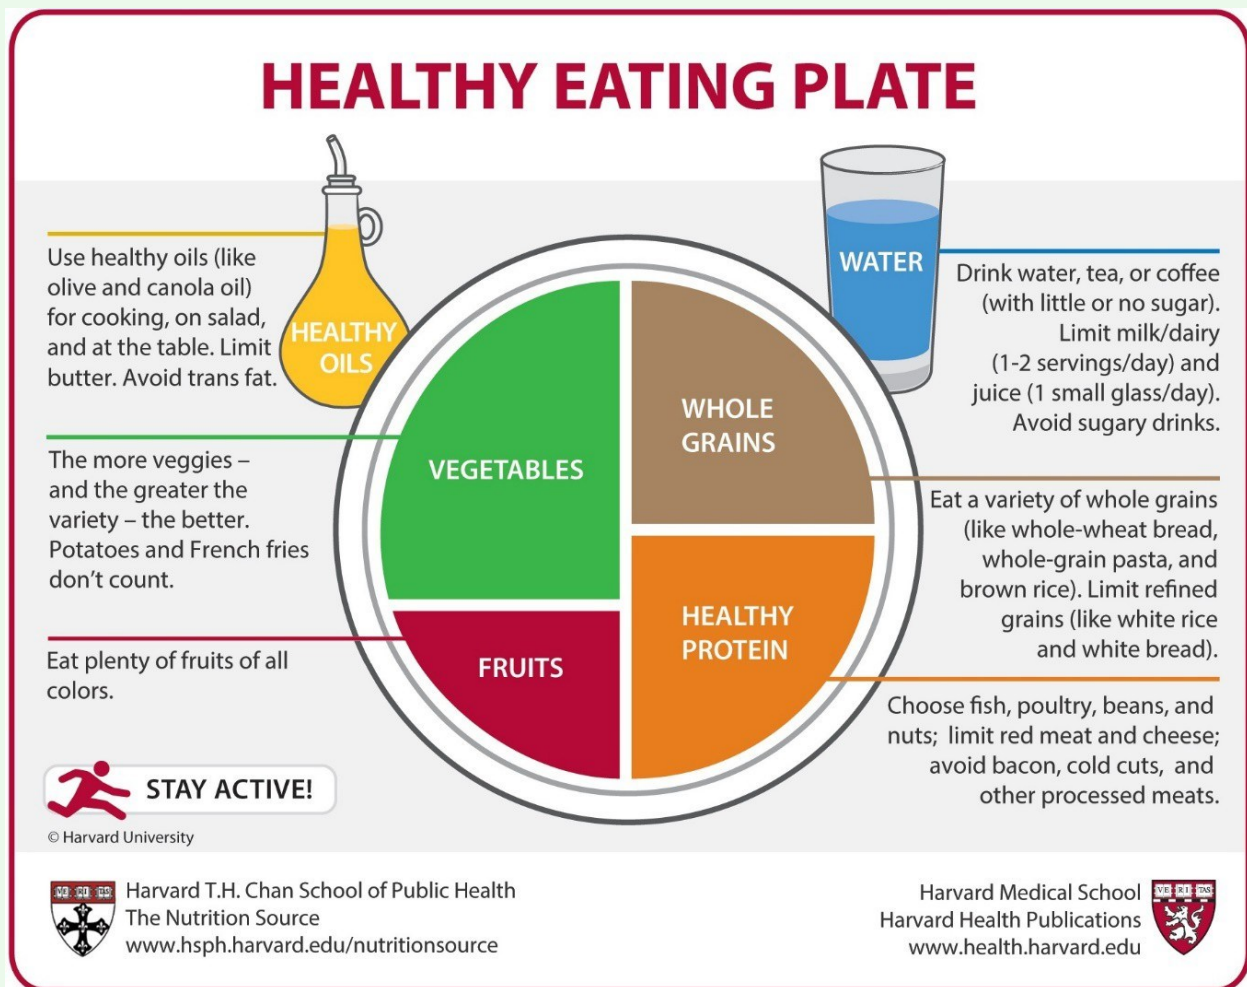 HEALTHY EATING PLATE
Use healthy oils (like
olive and canola oil)
for cooking, on salad,
and at the table. Limit
butter. Avoid trans fat.
HEALTHY
OILS
The more veggies –
and the greater the
variety – the better.
Potatoes and French fries
don't count.
Eat plenty of fruits of all
colors.
VEGETABLES
FRUITS
WHOLE
GRAINS
HEALTHY
PROTEIN
WATER
Drink water, tea, or coffee
(with little or no sugar).
Limit milk/dairy
(1-2 servings/day) and
juice (1 small glass/day).
Avoid sugary drinks.
Eat a variety of whole grains
(like whole-wheat bread,
whole-grain pasta, and
brown rice). Limit refined
grains (like white rice
and white bread).
Choose fish, poultry, beans, and
nuts; limit red meat and cheese;
avoid bacon, cold cuts, and
other processed meats.
STAY ACTIVE!
© Harvard University
VE RI TAS
Harvard T.H. Chan School of Public Health
The Nutrition Source
www.hsph.harvard.edu/nutritionsource
Harvard Medical School
Harvard Health Publications
www.health.harvard.edu
VE RI TAS